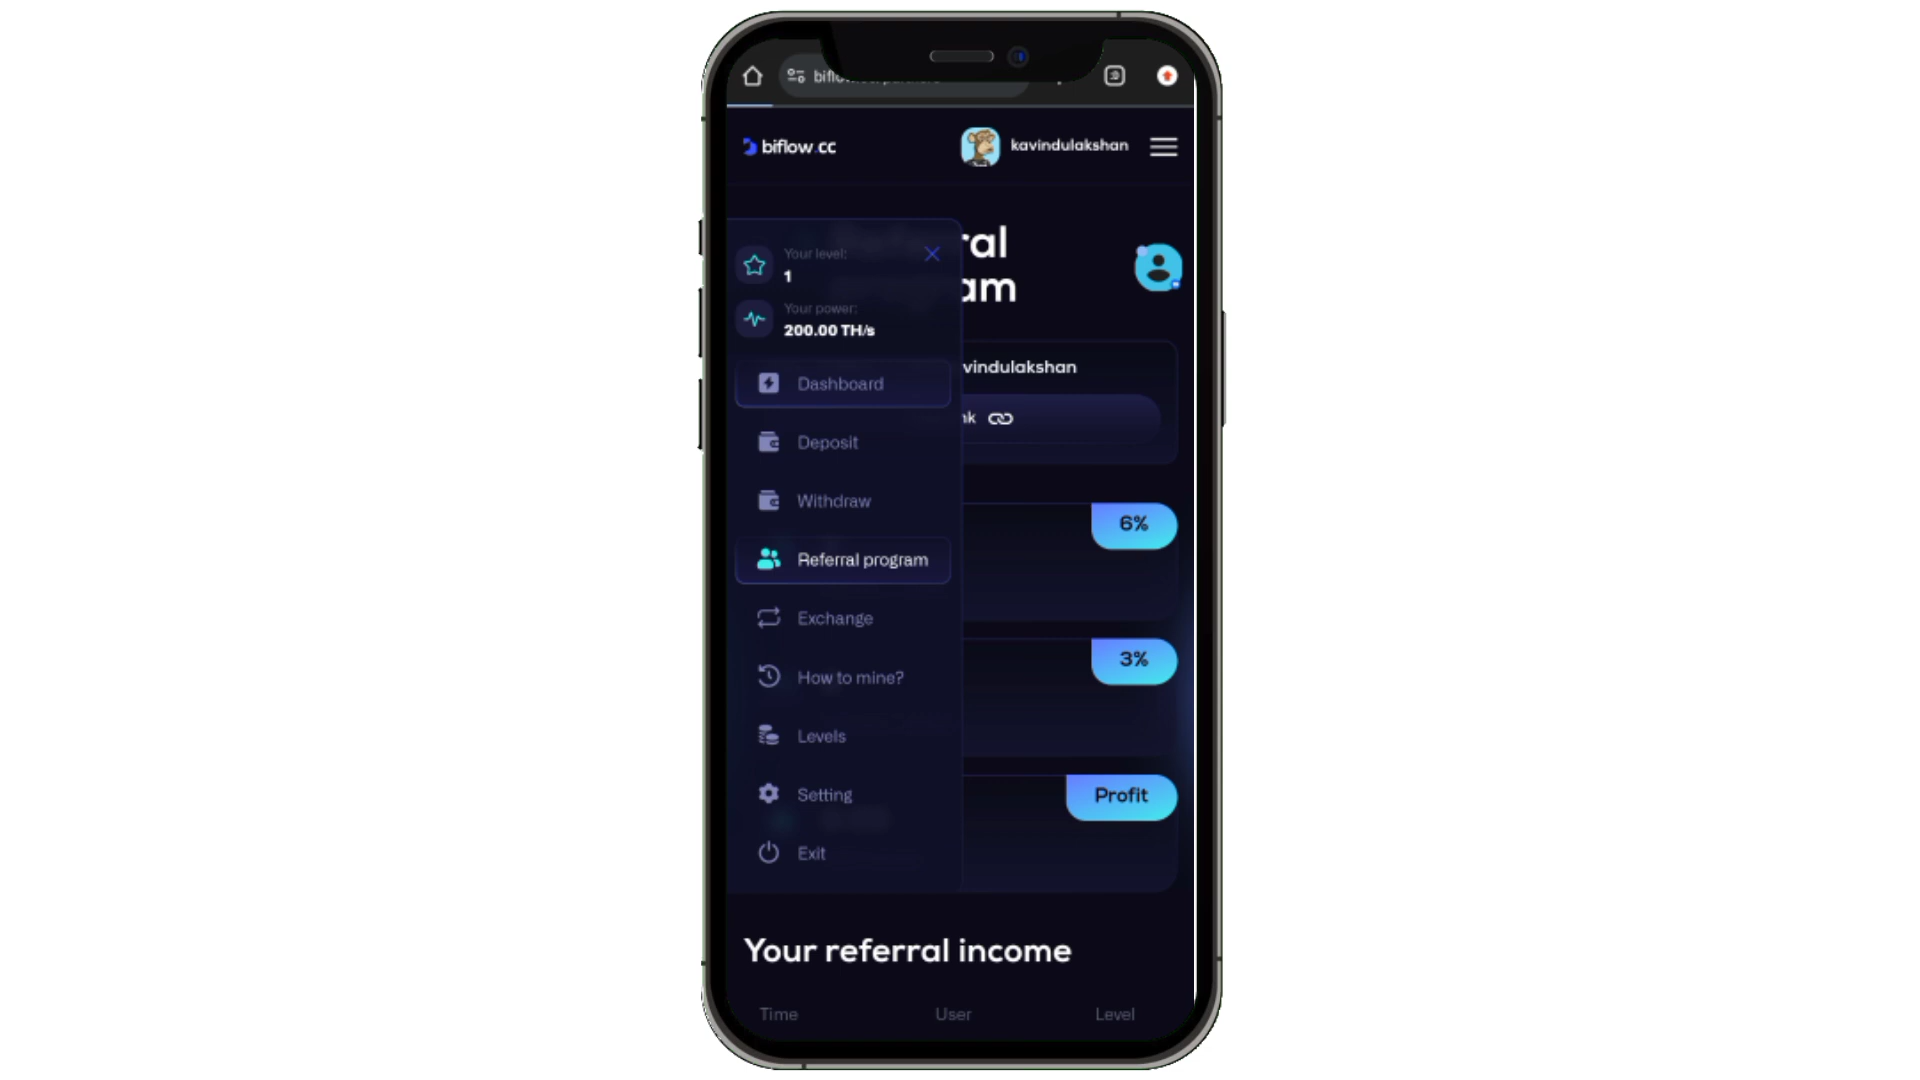 biflow.cc
kavindulakshan
ral
am
Your level:
1
Your power:
200.00 TH/s
vindulakshan
Dashboard
nk
Deposit
Withdraw
6%
Referral program
Exchange
3%
How to mine?
Levels
Profit
Setting
Exit
Your referral income
Time User Level